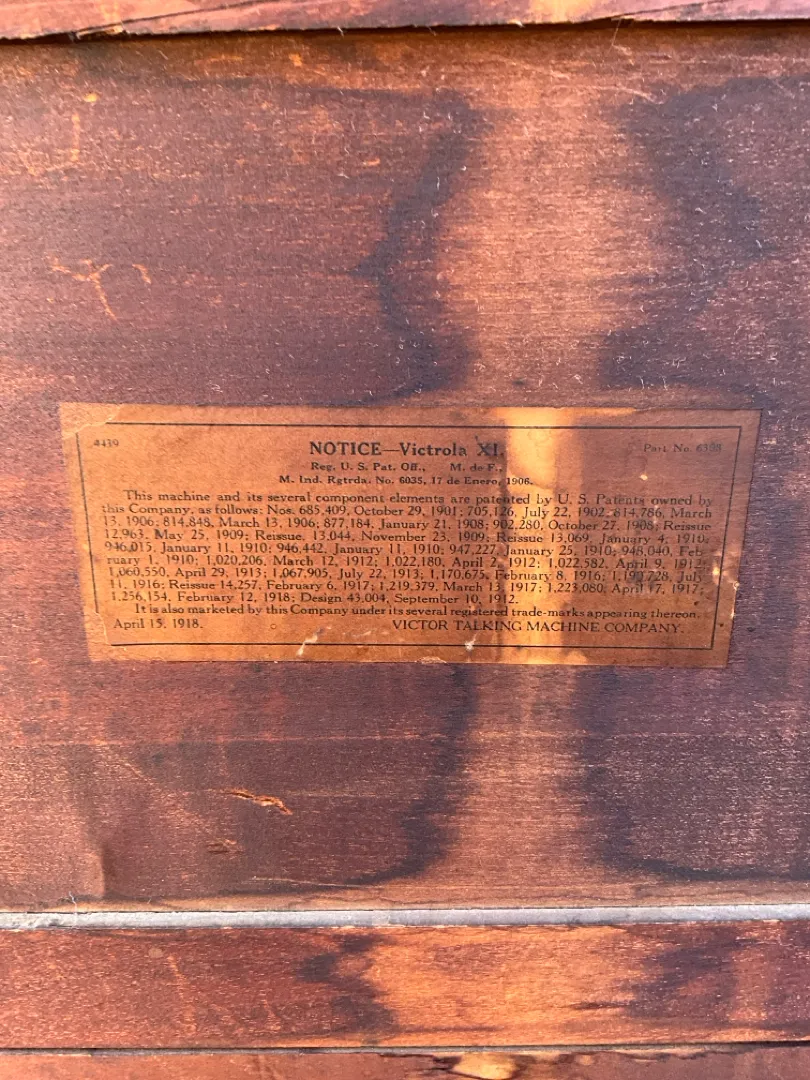 4439 NOTICE—Victrola XI. Part No. 6398
Reg. U. S. Pat. Off., M. de F.,
M. Ind. Rgtrda. No. 6035, 17 de Enero, 1906.
This machine and its several component elements are patented by U. S. Patents owned by
this Company, as follows: Nos. 685,409, October 29, 1901; 705,126, July 22, 1902; 814,786, March
13, 1906; 814,848, March 13, 1906; 877,184, January 21, 1908; 902,280, October 27, 1908; Reissue
12,963, May 25, 1909; Reissue, 13,044, November 23, 1909; Reissue 13,069, January 4, 1910;
946,015, January 11, 1910; 946,442, January 11, 1910; 947,227, January 25, 1910; 948,040, Feb-
ruary 1, 1910; 1,020,206, March 12, 1912; 1,022,180, April 2, 1912; 1,022,582, April 9, 1912;
1,060,550, April 29, 1913; 1,067,905, July 22, 1913; 1,170,675, February 8, 1916; July
11, 1916; Reissue 14,257, February 6, 1917; 1,219,379, March 13, 1917; 1,223,080, April 17, 1917;
1,256,154, February 12, 1918; Design 43,004, September 10, 1912.
It is also marketed by this Company under its several registered trade-marks appearing thereon.
April 15, 1918. VICTOR TALKING MACHINE COMPANY.